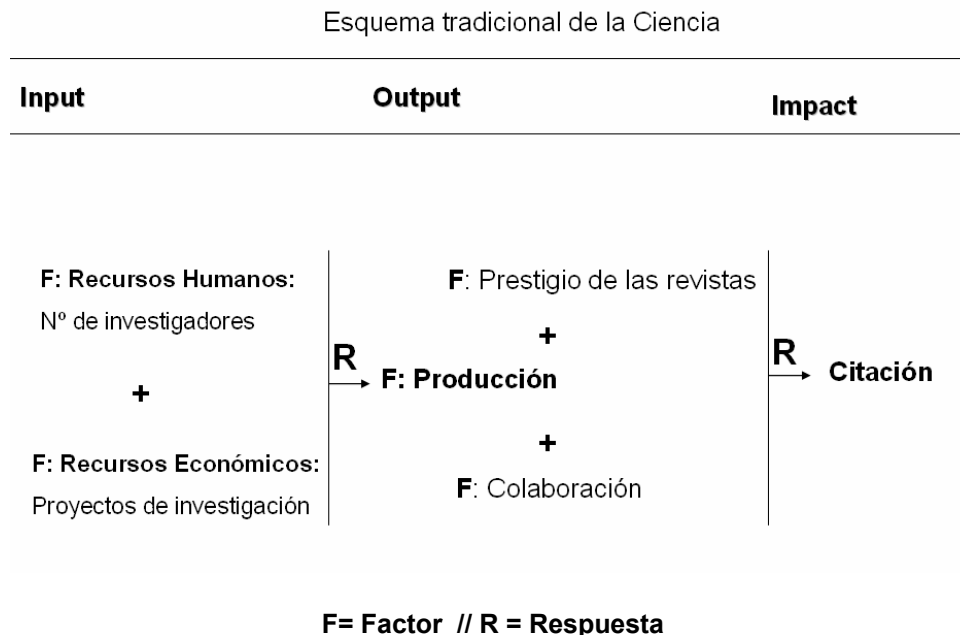 Esquema tradicional de la Ciencia
Input
Output
Impact
F: Recursos Humanos:
Nº de investigadores
+
F: Recursos Económicos:
Proyectos de investigación
R
F: Prestigio de las revistas
+
F: Producción
+
F: Colaboración
R
Citación
F= Factor // R = Respuesta